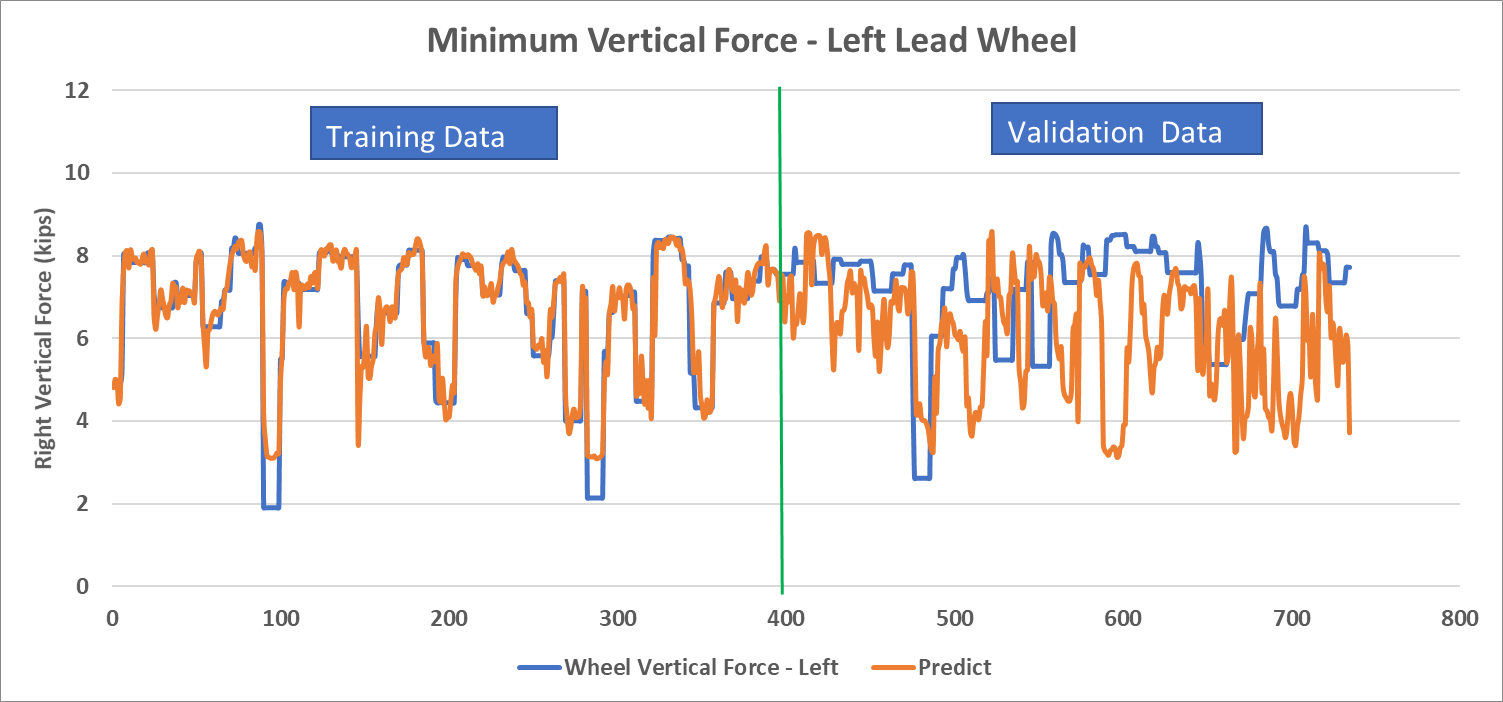 Minimum Vertical Force - Left Lead Wheel
Training Data
Validation  Data
Right Vertical Force (kips)
12
10
8
6
4
2
0
0 100 200 300 400 500 600 700 800
Wheel Vertical Force - Left Predict